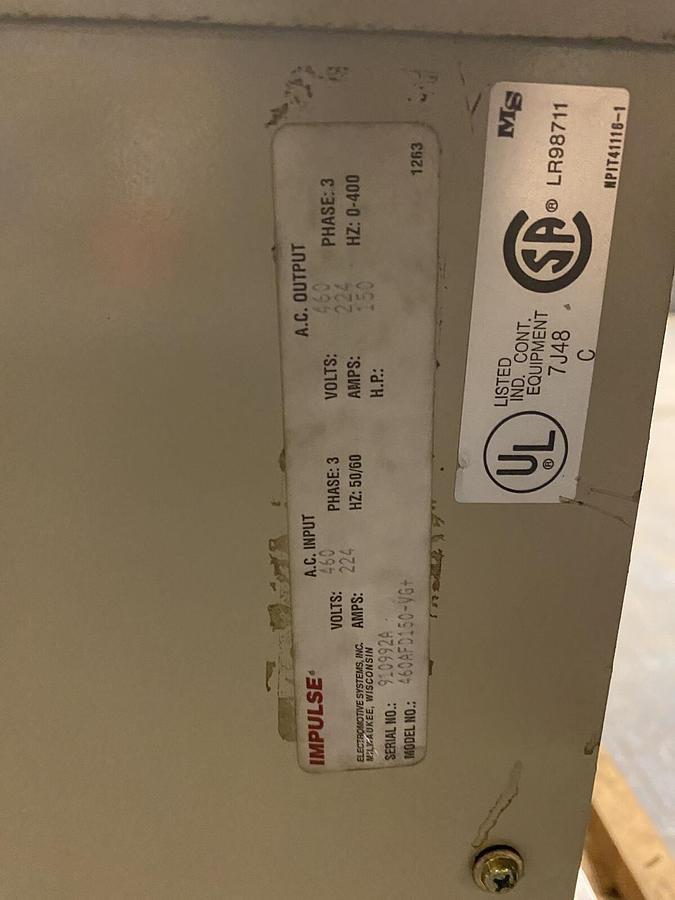 IMPULSE
ELECTROMOTIVE SYSTEMS, INC.
MILWAUKEE, WISCONSIN
SERIAL NO.: 910992A
MODEL NO.: 460AFD150-VG+
A.C. INPUT
VOLTS: 460 PHASE: 3
AMPS: 224 HZ: 50/60
A.C. OUTPUT
VOLTS: 460 PHASE: 3
AMPS: 224 HZ: 0-400
H.P.: 150
1263
UL®
LISTED
IND. CONT.
EQUIPMENT
7J48
C
SA® LR98711
MS
NPIT41116-1